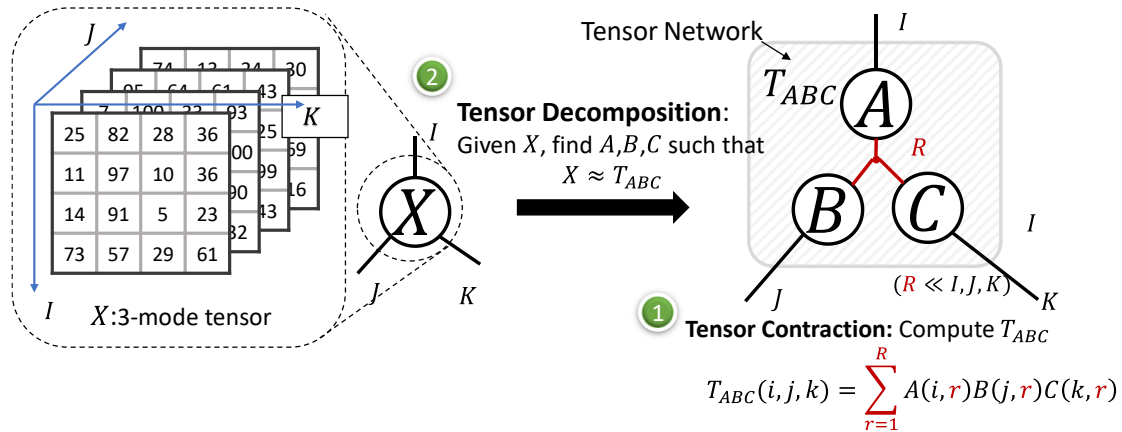 J
74 13 24 30
95 64 61 43
7 100 33 93
K
25 82 28 36
11 97 10 36
14 91 5 23
73 57 29 61
25
00
59
99
90
16
43
32
I
X:3-mode tensor
2
Tensor Decomposition:
Given X, find A,B,C such that
X ≈ T_ABC
I
X
J
K
Tensor Network
T_ABC
I
A
R
B
C
I
(R ≪ I, J, K)
J
K
1
Tensor Contraction: Compute T_ABC
T_ABC(i, j, k) = ∑_{r=1}^{R} A(i, r)B(j, r)C(k, r)